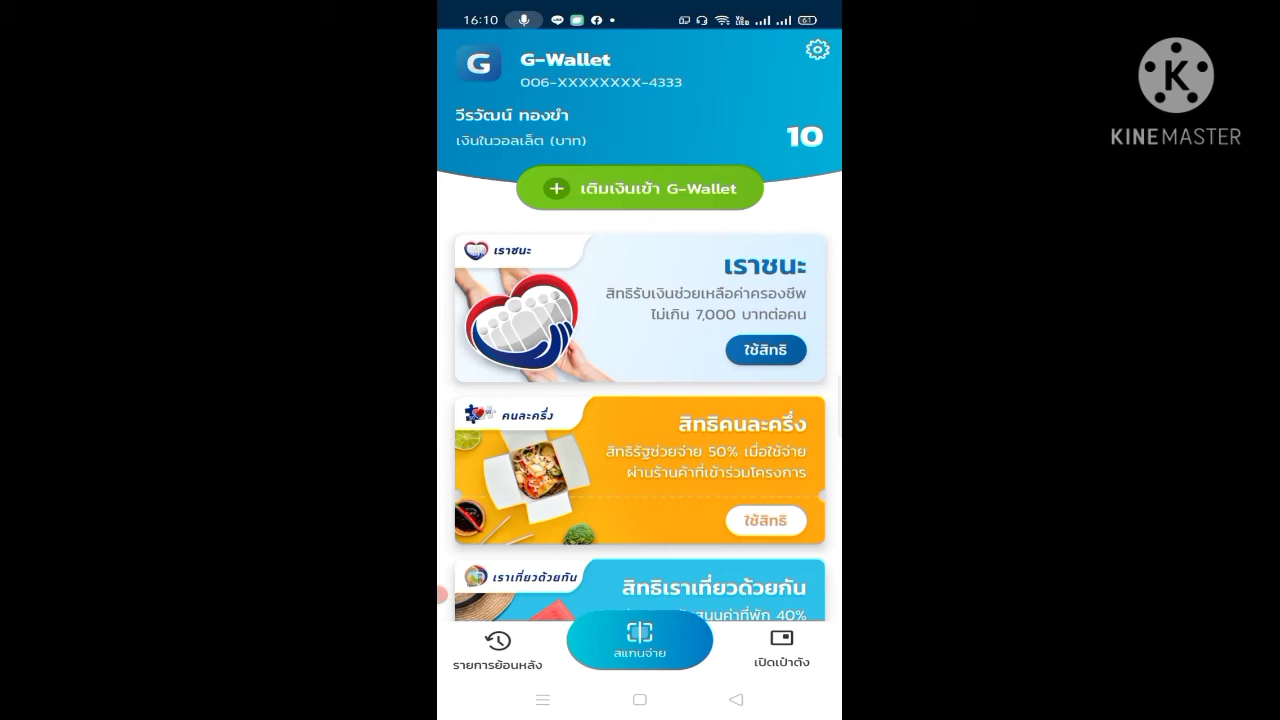 16:10
Vo
LTE
61
G
G-Wallet
006-XXXXXXXX-4333
วีรวัฒน์ ทองขำ
เงินในวอลเล็ต (บาท)
10
เติมเงินเข้า G-Wallet
เราชนะ
เราชนะ
สิทธิรับเงินช่วยเหลือค่าครองชีพ
ไม่เกิน 7,000 บาทต่อคน
ใช้สิทธิ
คนละครึ่ง
สิทธิคนละครึ่ง
สิทธิรัฐช่วยจ่าย 50% เมื่อใช้จ่าย
ผ่านร้านค้าที่เข้าร่วมโครงการ
ใช้สิทธิ
เราเที่ยวด้วยกัน
สิทธิเราเที่ยวด้วยกัน
ค่าที่พัก 40%
รายการย้อนหลัง
สแกนจ่าย
เปิดเป๋าตัง
K
KINEMASTER